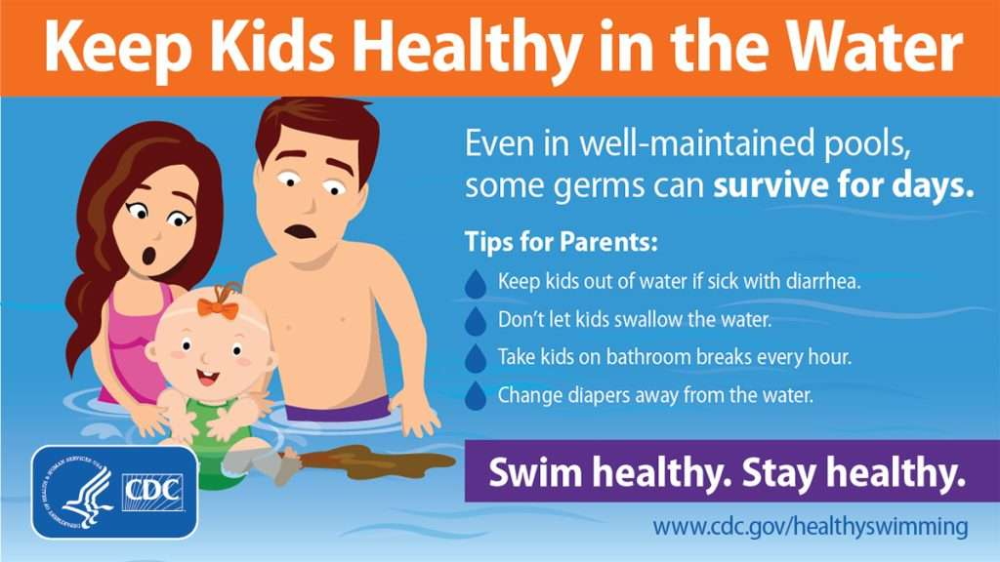 Keep Kids Healthy in the Water
Even in well-maintained pools,
some germs can survive for days.
Tips for Parents:
Keep kids out of water if sick with diarrhea.
Don't let kids swallow the water.
Take kids on bathroom breaks every hour.
Change diapers away from the water.
Swim healthy. Stay healthy.
DEPARTMENT OF HEALTH & HUMAN SERVICES USA
CDC
www.cdc.gov/healthyswimming